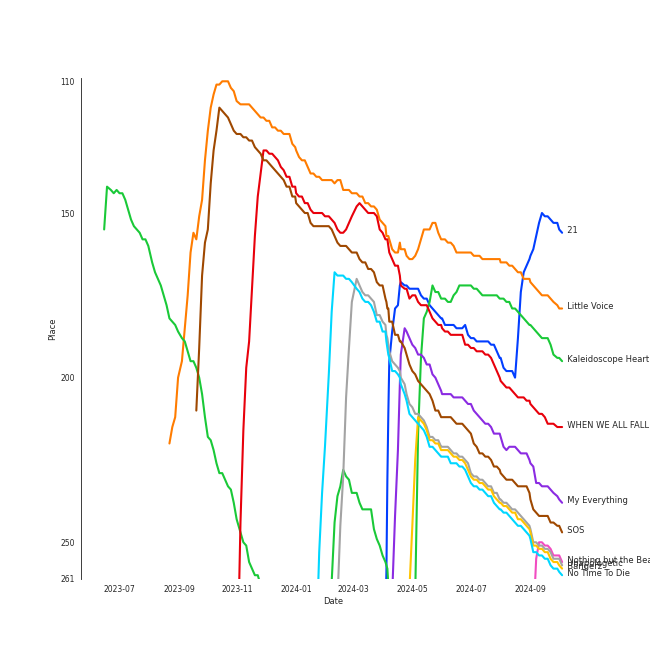 110
150
200
250
261
Place
2023-07
2023-09
2023-11
2024-01
2024-03
2024-05
2024-07
2024-09
Date
21
Little Voice
Kaleidoscope Heart
WHEN WE ALL FALL
My Everything
SOS
Nothing but the Bea
No Time To Die